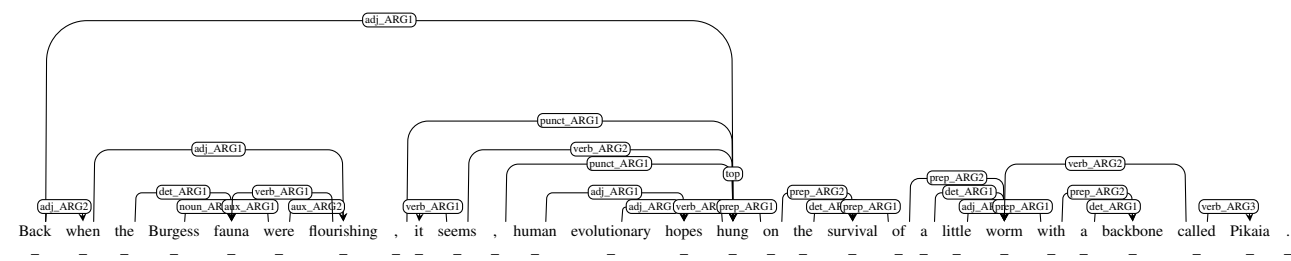 adj_ARG1
punct_ARG1
adj_ARG1 verb_ARG2
punct_ARG1 verb_ARG2
top
det_ARG1 verb_ARG1 adj_ARG1 prep_ARG2 prep_ARG2 det_ARG1 prep_ARG2
adj_ARG2 aux_ARG1 aux_ARG2 verb_ARG1 prep_ARG1 prep_ARG1 prep_ARG1 det_ARG1 verb_ARG3
Back when the Burgess fauna were flourishing , it seems , human evolutionary hopes hung on the survival of a little worm with a backbone called Pikaia .
_ _ _ _ _ _ _ _ _ _ _ _ _ _ _ _ _ _ _ _ _ _ _ _ _ _ _ _